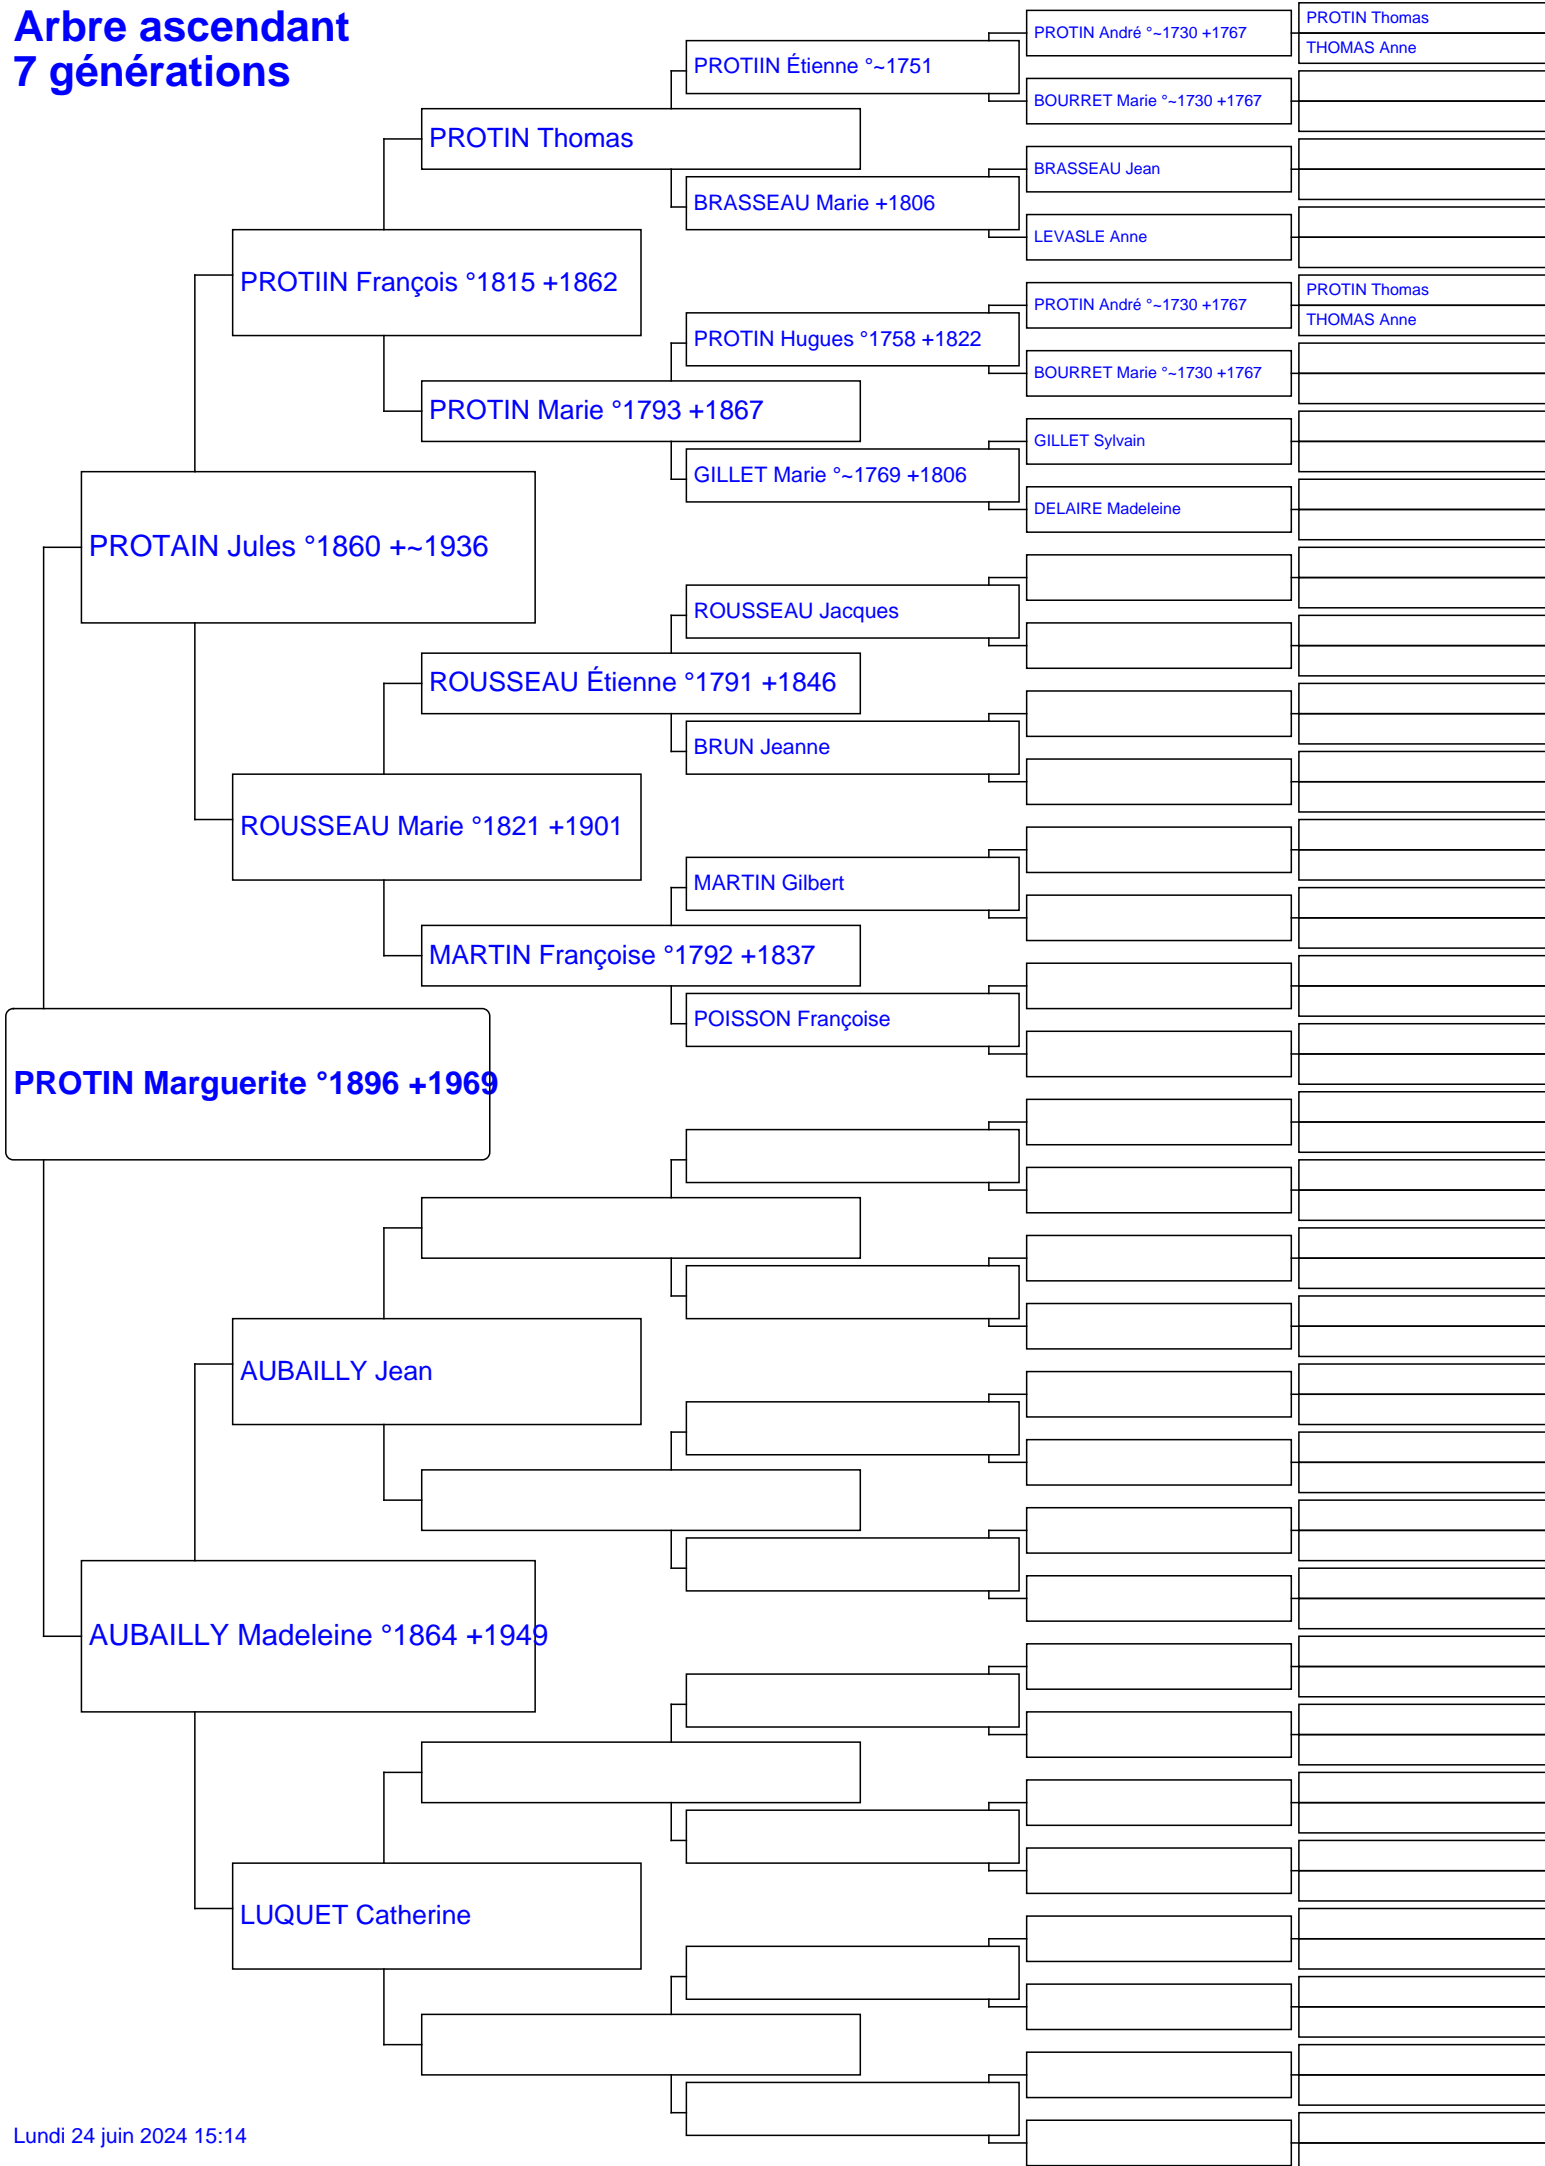 Arbre ascendant
7 générations
PROTIN Thomas
THOMAS Anne
PROTIN André °~1730 +1767
PROTIIN Étienne °~1751
BOURRET Marie °~1730 +1767
PROTIN Thomas
BRASSEAU Jean
BRASSEAU Marie +1806
LEVASLE Anne
PROTIIN François °1815 +1862
PROTIN Thomas
THOMAS Anne
PROTIN André °~1730 +1767
PROTIN Hugues °1758 +1822
BOURRET Marie °~1730 +1767
PROTIN Marie °1793 +1867
GILLET Sylvain
GILLET Marie °~1769 +1806
DELAIRE Madeleine
PROTAIN Jules °1860 +~1936
ROUSSEAU Jacques
ROUSSEAU Étienne °1791 +1846
BRUN Jeanne
ROUSSEAU Marie °1821 +1901
MARTIN Gilbert
MARTIN Françoise °1792 +1837
POISSON Françoise
PROTIN Marguerite °1896 +1969
AUBAILLY Jean
AUBAILLY Madeleine °1864 +1949
LUQUET Catherine
Lundi 24 juin 2024 15:14